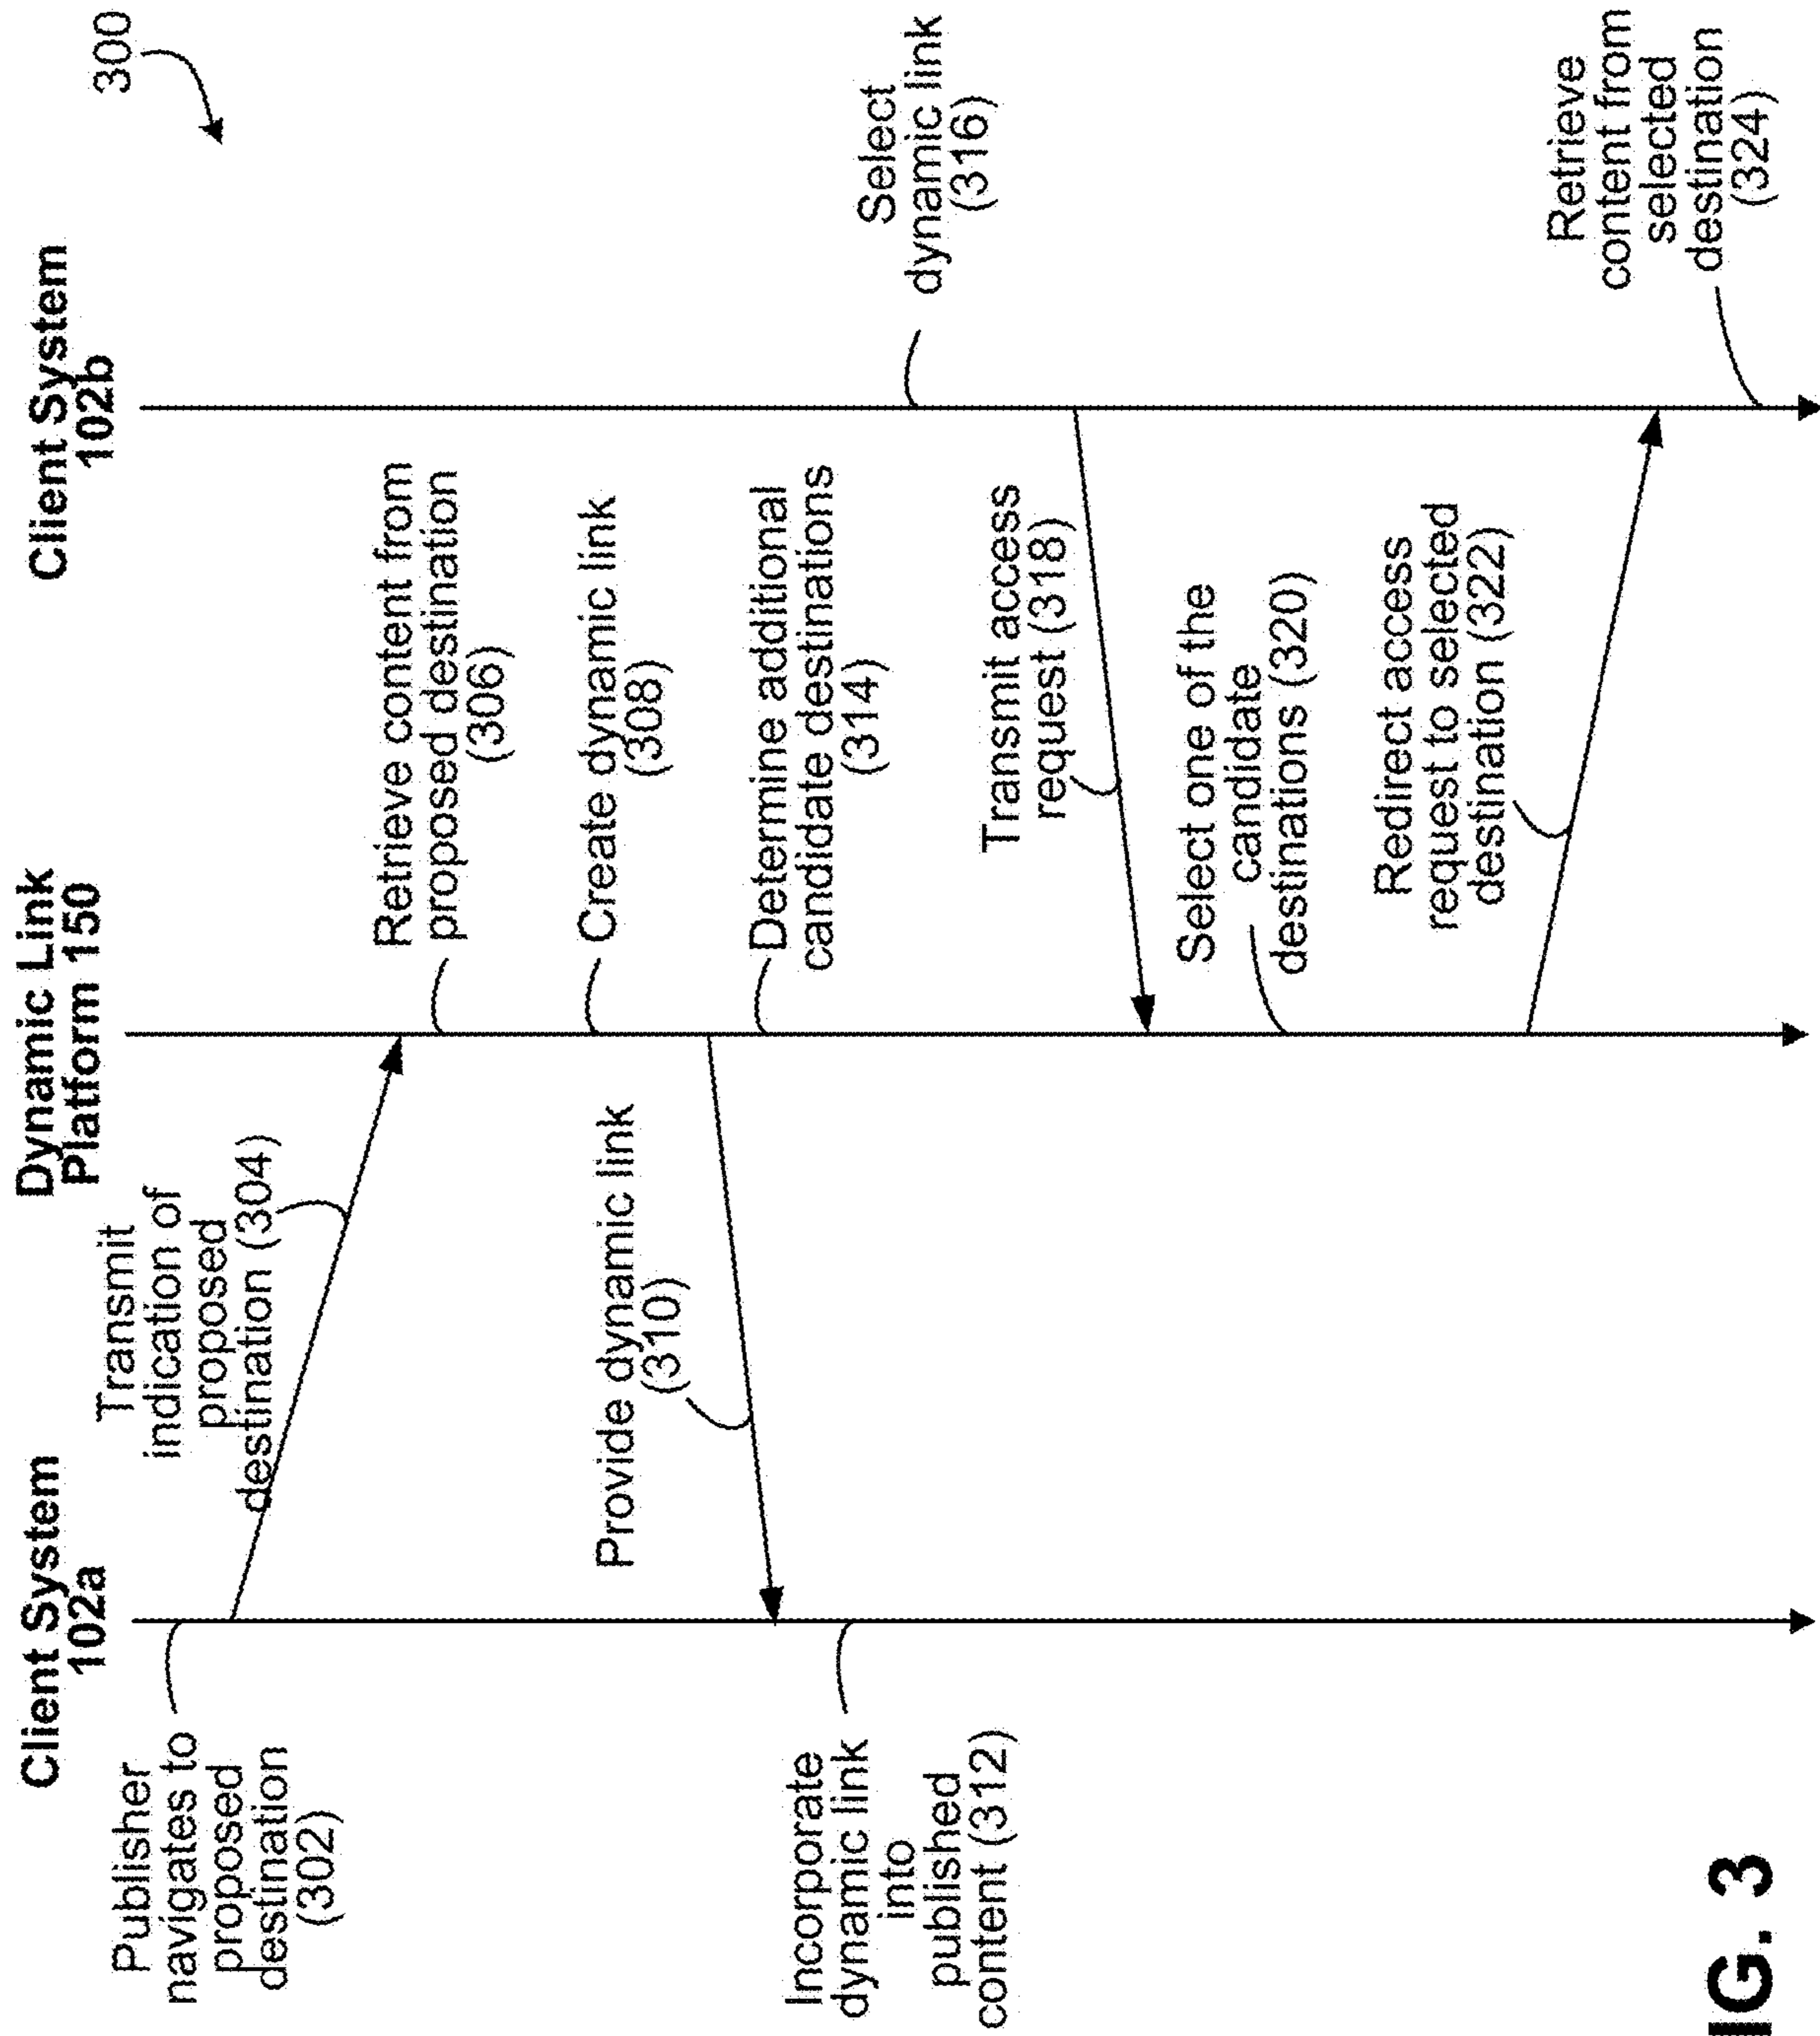 300
Client System
102a
Dynamic Link
Platform 150
Client System
102b
Publisher
navigates to
proposed
destination
(302)
Transmit
indication of
proposed
destination (304)
Retrieve content from
proposed destination
(306)
Create dynamic link
(308)
Provide dynamic link
(310)
Incorporate
dynamic link
into
published
content (312)
Determine additional
candidate destinations
(314)
Select
dynamic link
(316)
Transmit access
request (318)
Select one of the
candidate
destinations (320)
Redirect access
request to selected
destination (322)
Retrieve
content from
selected
destination
(324)
IG. 3